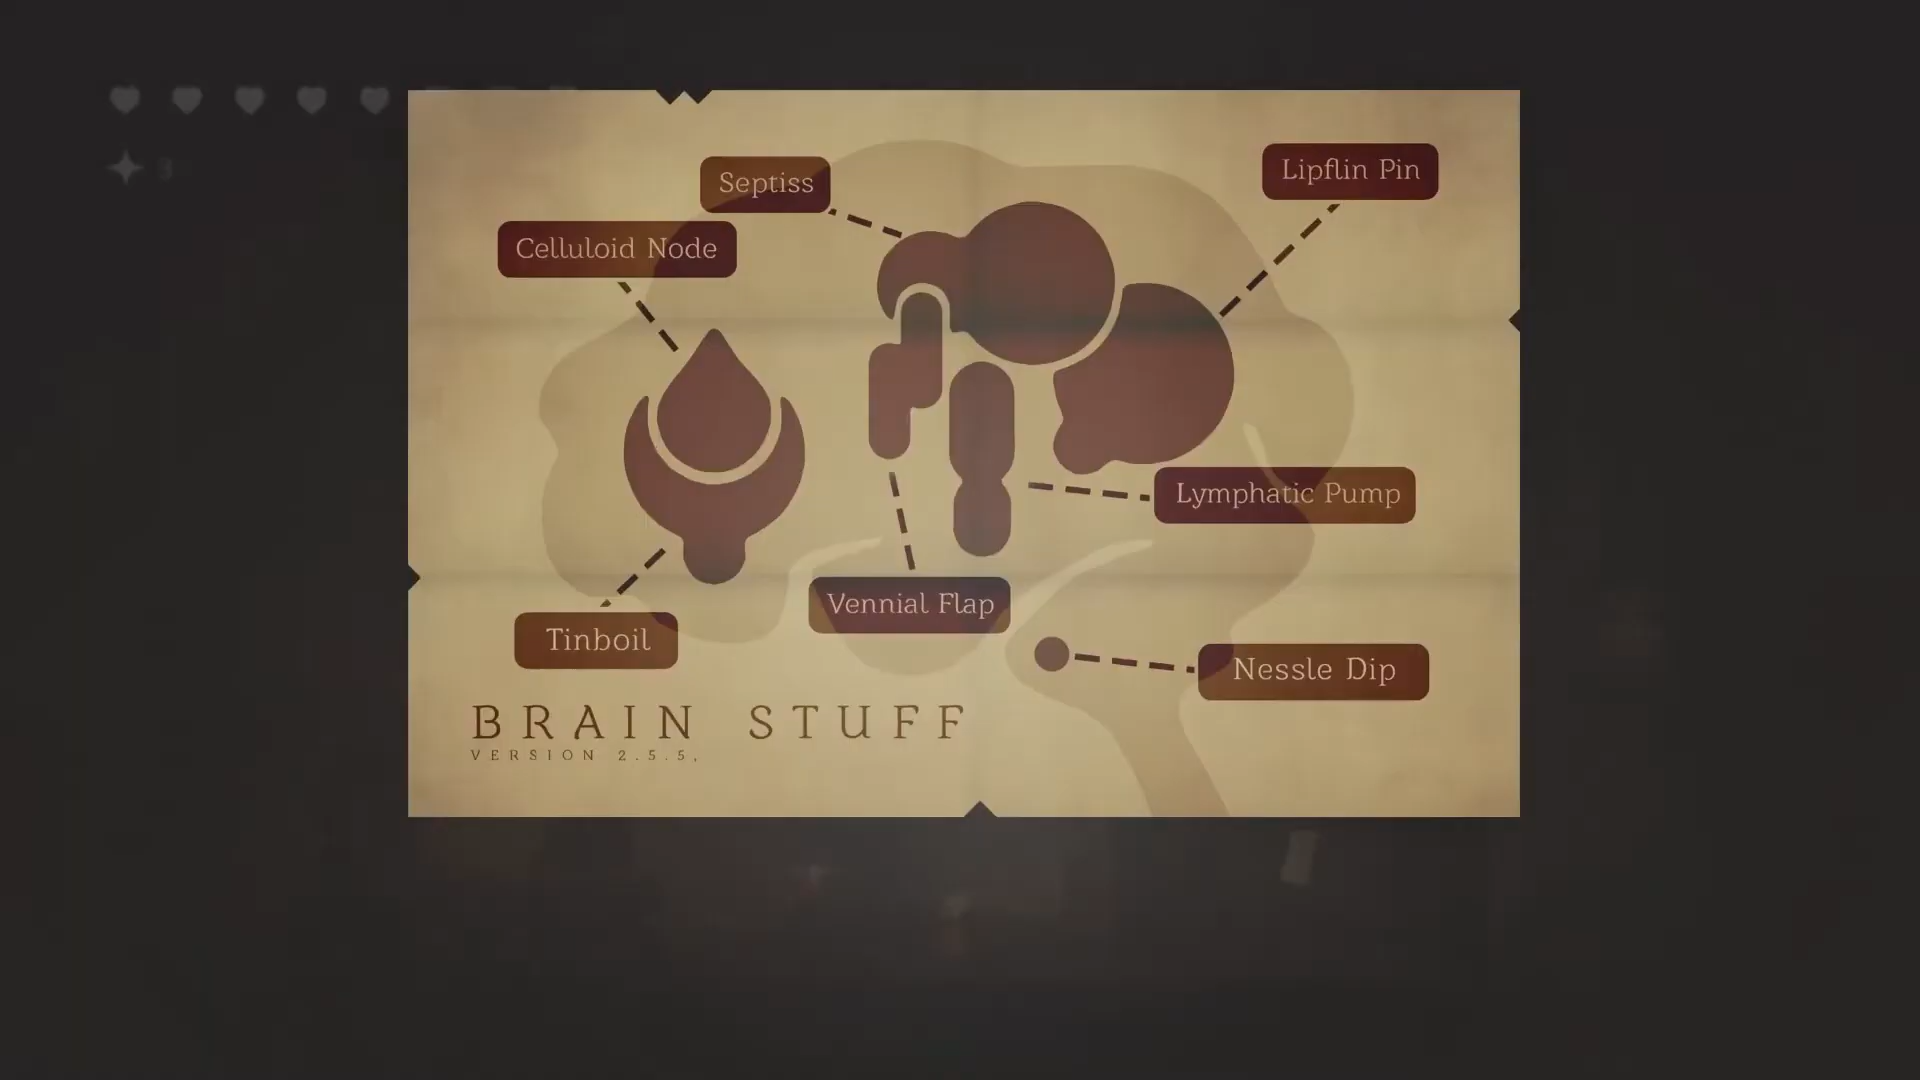 Lipflin Pin
Septiss
Celluloid Node
Lymphatic Pump
Vennial Flap
Tinboil
Nessle Dip
BRAIN STUFF
VERSION 2.5.5,